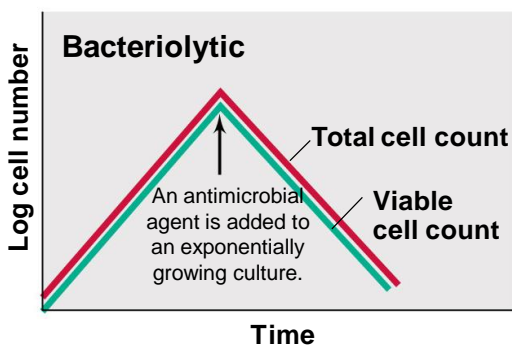 Bacteriolytic
Log cell number
Total cell count
An antimicrobial
agent is added to
an exponentially
growing culture.
Viable
cell count
Time